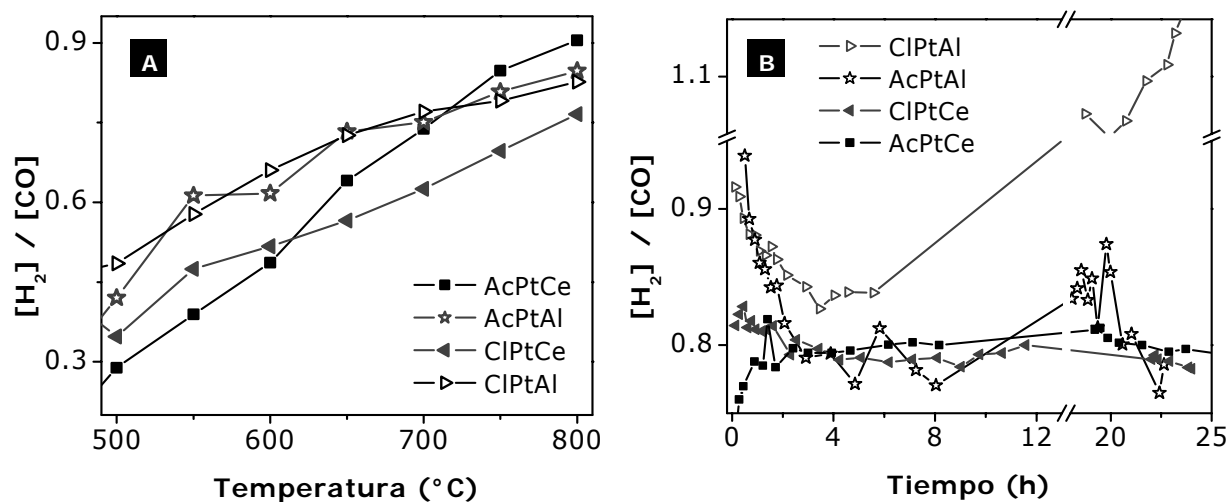 A
0.9
0.6
0.3
[H2] / [CO]
AcPtCe
AcPtAl
ClPtCe
ClPtAl
500 600 700 800
Temperatura (°C)
B
1.1
0.9
0.8
[H2] / [CO]
ClPtAl
AcPtAl
ClPtCe
AcPtCe
0 4 8 12 20 25
Tiempo (h)